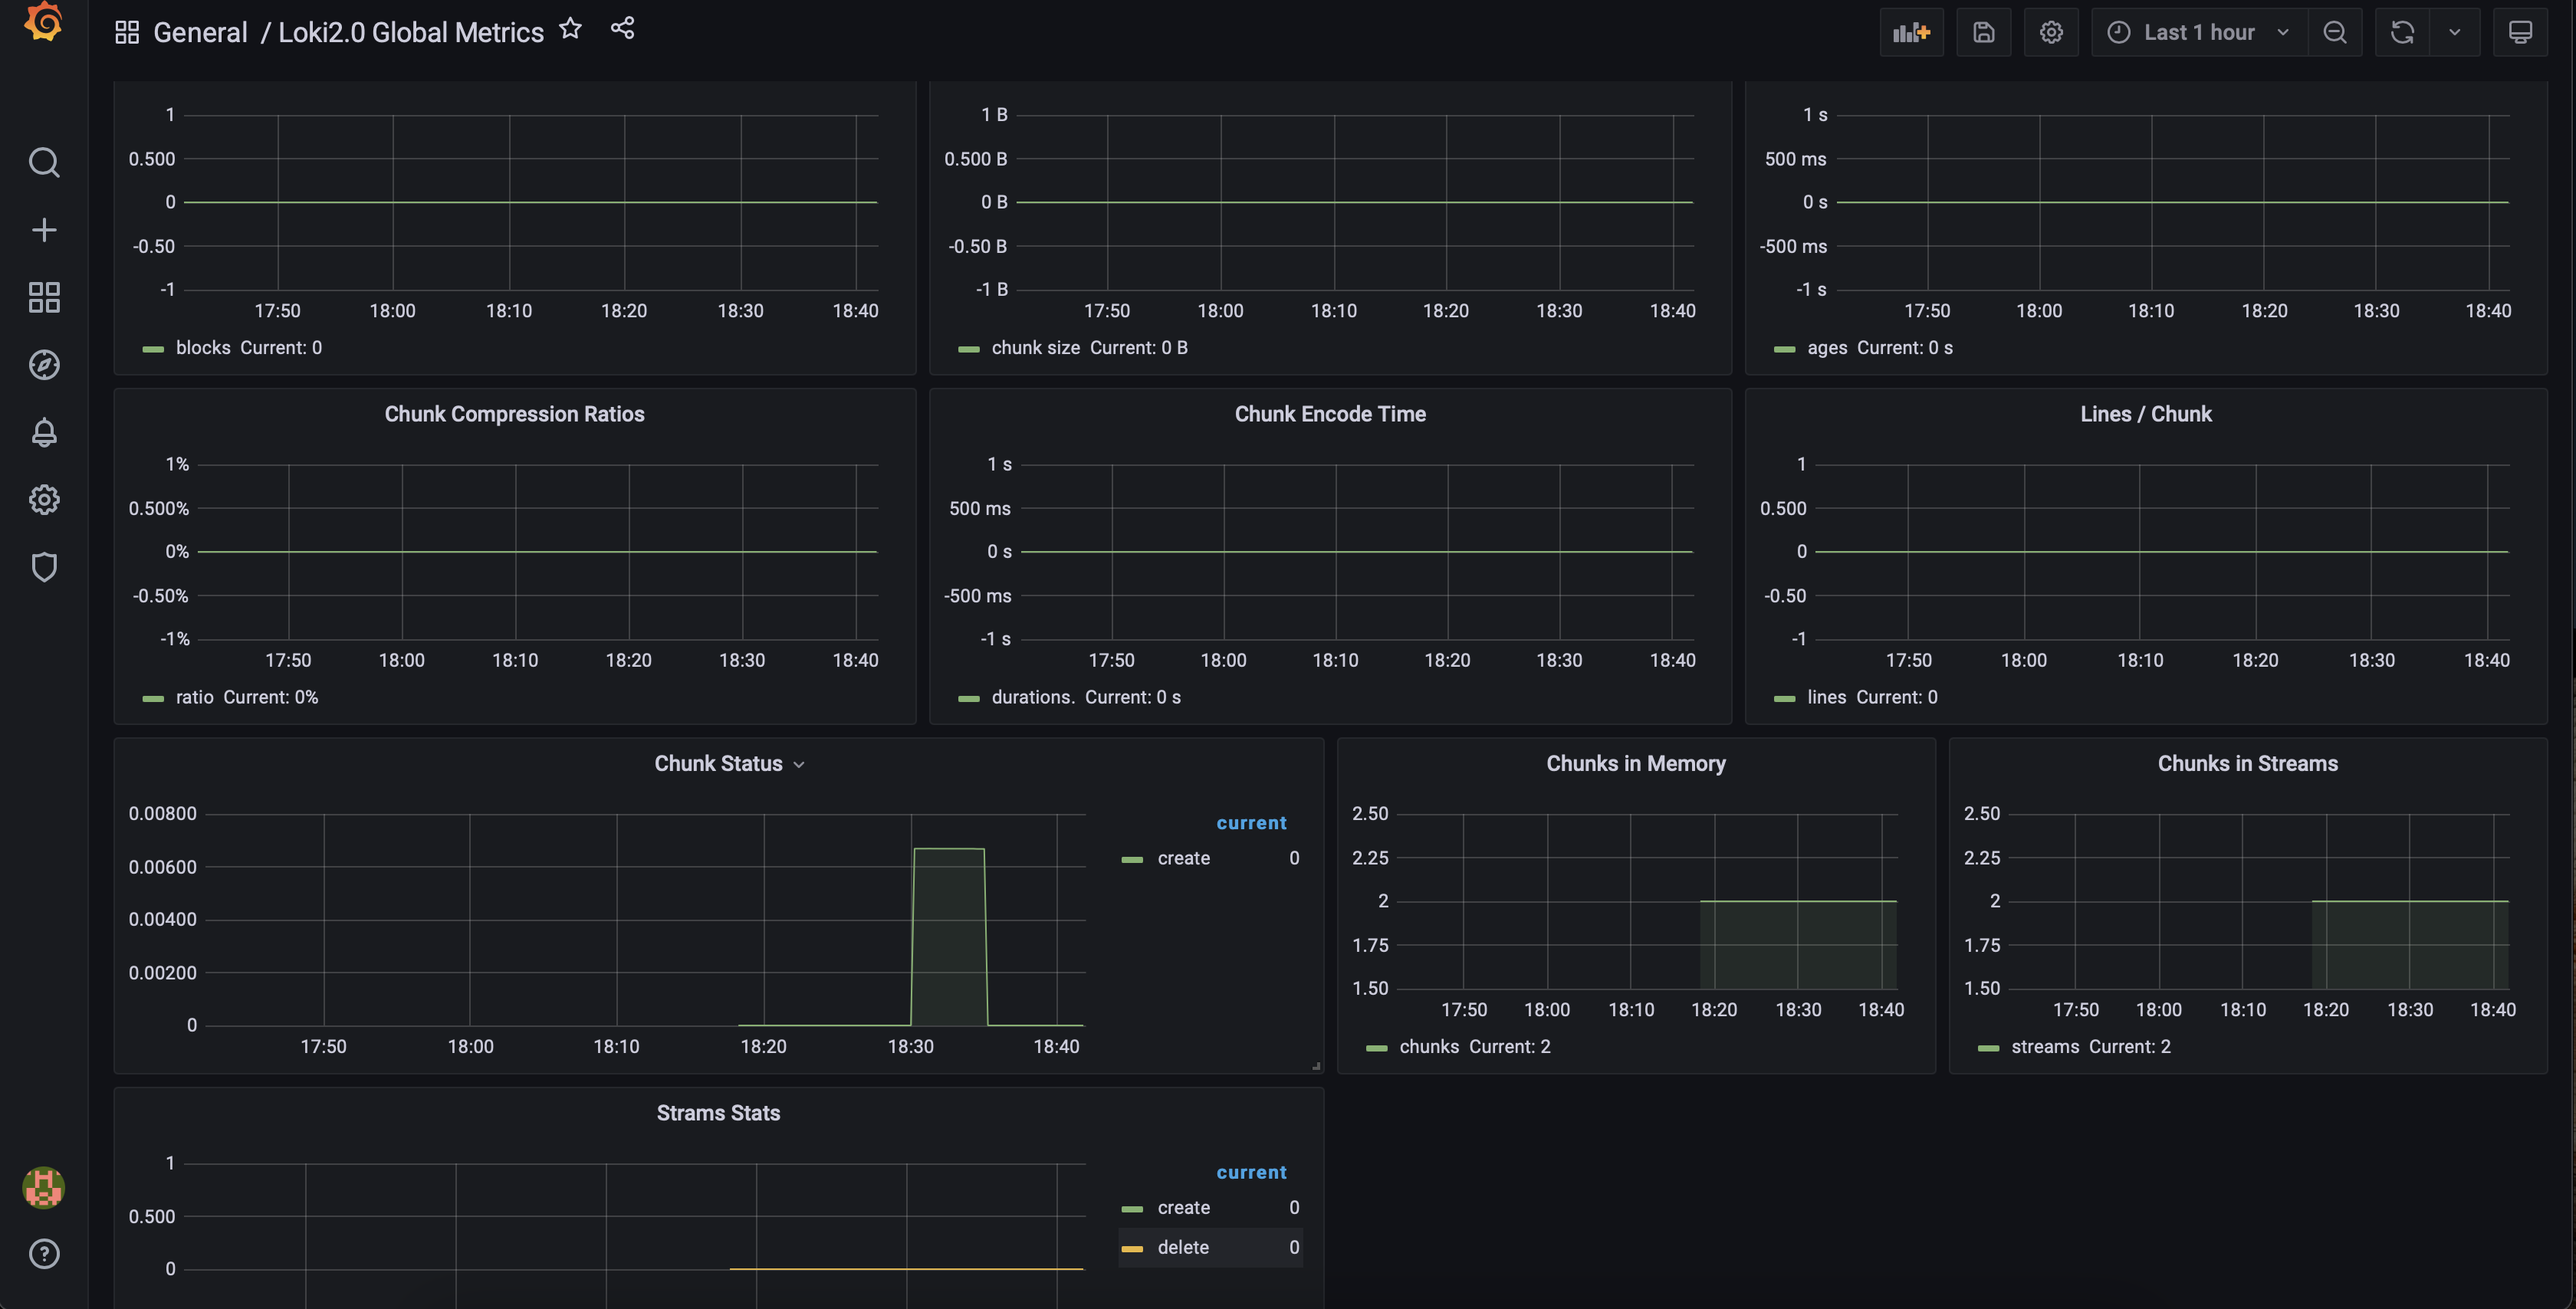 General / Loki2.0 Global Metrics
Last 1 hour
1
0.500
0
-0.50
-1
17:50 18:00 18:10 18:20 18:30 18:40
blocks Current: 0
1 B
0.500 B
0 B
-0.50 B
-1 B
17:50 18:00 18:10 18:20 18:30 18:40
chunk size Current: 0 B
1 s
500 ms
0 s
-500 ms
-1 s
17:50 18:00 18:10 18:20 18:30 18:40
ages Current: 0 s
Chunk Compression Ratios
1%
0.500%
0%
-0.50%
-1%
17:50 18:00 18:10 18:20 18:30 18:40
ratio Current: 0%
Chunk Encode Time
1 s
500 ms
0 s
-500 ms
-1 s
17:50 18:00 18:10 18:20 18:30 18:40
durations. Current: 0 s
Lines / Chunk
1
0.500
0
-0.50
-1
17:50 18:00 18:10 18:20 18:30 18:40
lines Current: 0
Chunk Status
0.00800
0.00600
0.00400
0.00200
0
17:50 18:00 18:10 18:20 18:30 18:40
current
create 0
Chunks in Memory
2.50
2.25
2
1.75
1.50
17:50 18:00 18:10 18:20 18:30 18:40
chunks Current: 2
Chunks in Streams
2.50
2.25
2
1.75
1.50
17:50 18:00 18:10 18:20 18:30 18:40
streams Current: 2
Strams Stats
1
0.500
0
current
create 0
delete 0